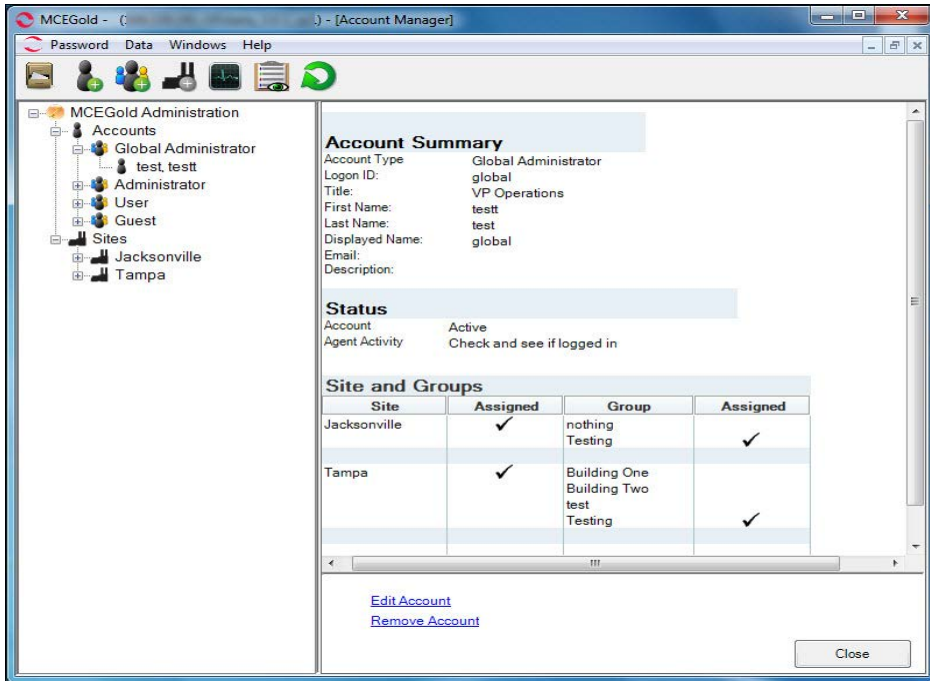 MCEGold - (.) - [Account Manager]
Password Data Windows Help
MCEGold Administration
Accounts
Global Administrator
test, testt
Administrator
User
Guest
Sites
Jacksonville
Tampa
Account Summary
Account Type Global Administrator
Logon ID: global
Title: VP Operations
First Name: testt
Last Name: test
Displayed Name: global
Email:
Description:
Status
Account Active
Agent Activity Check and see if logged in
Site and Groups
Site Assigned Group Assigned
Jacksonville ✓ nothing
Testing ✓
Tampa ✓ Building One
Building Two
test
Testing ✓
Edit Account
Remove Account
Close